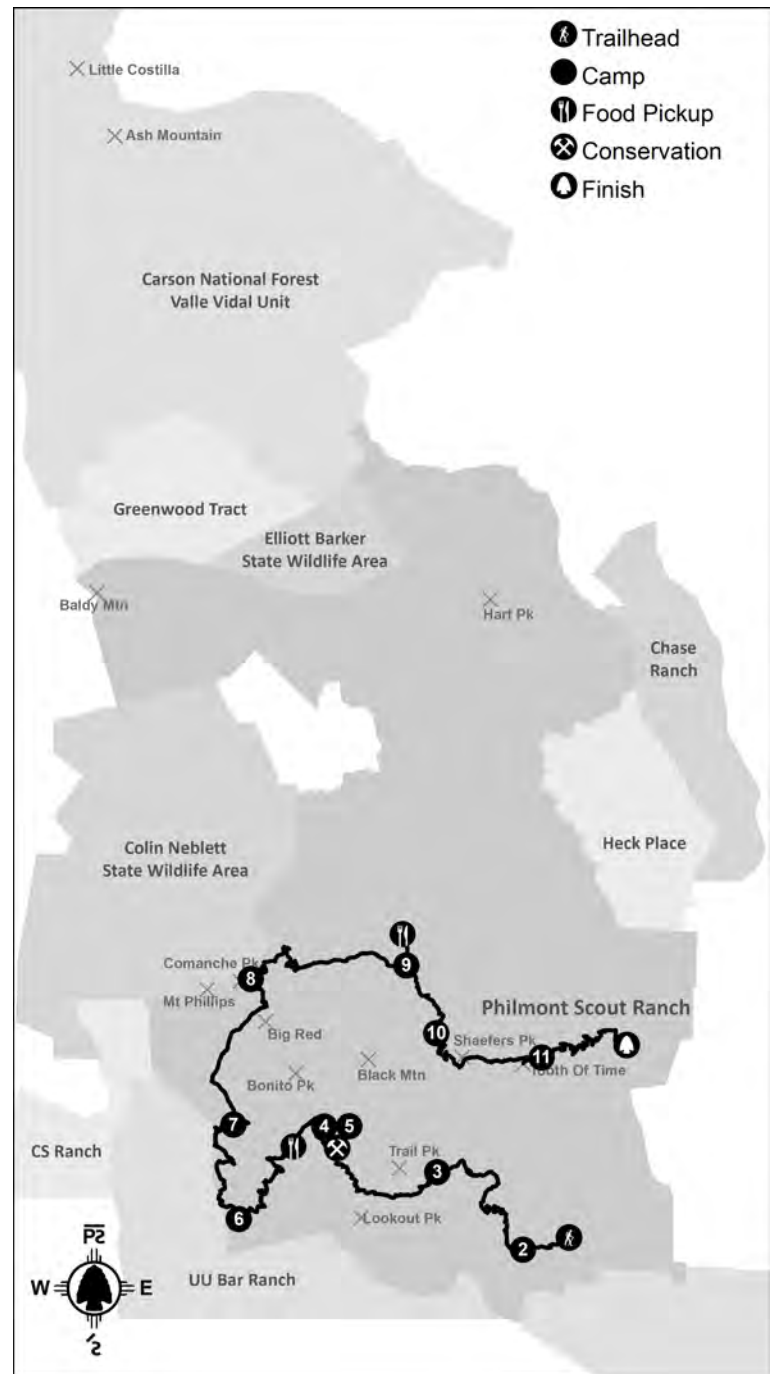 Trailhead
Camp
Food Pickup
Conservation
Finish
Little Costilla
Ash Mountain
Carson National Forest
Valle Vidal Unit
Greenwood Tract
Elliott Barker
State Wildlife Area
Baldy Mtn
Hart Pk
Chase
Ranch
Heck Place
Colin Neblett
State Wildlife Area
Comanche Pk
8
9
Mt Phillips
Philmont Scout Ranch
Big Red
10
Shaefers Pk
11
Tooth Of Time
Black Mtn
Bonito Pk
7
4
5
CS Ranch
Trail Pk
3
6
Lookout Pk
2
UU Bar Ranch
W
E